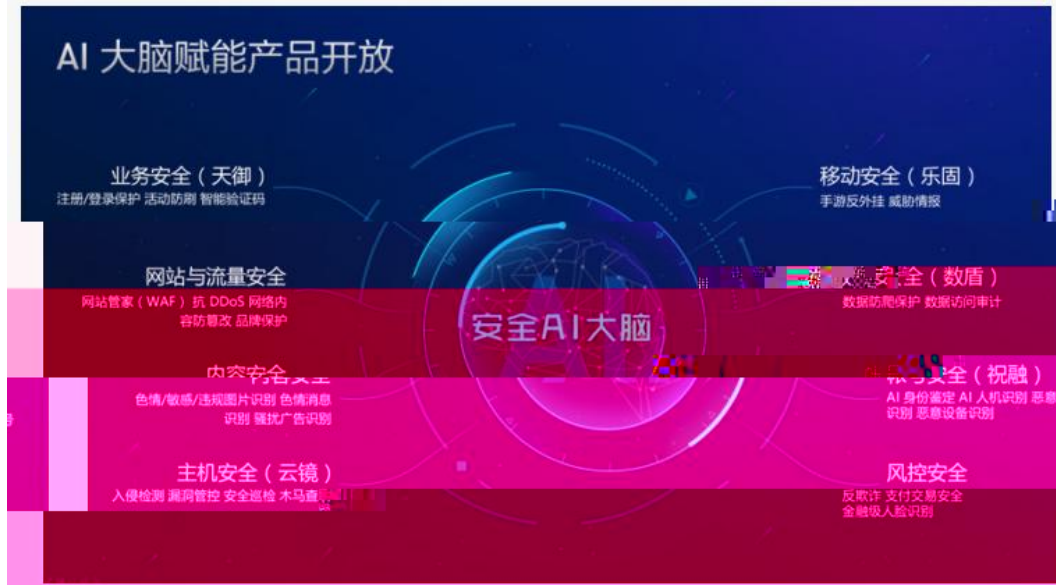 AI 大脑赋能产品开放
业务安全（天御）
注册/登录保护 活动防刷 智能验证码
网站与流量安全
网站管家（WAF） 抗 DDoS 网络内
容防篡改 品牌保护
内容安全
色情/敏感/违规图片识别 色情消息
识别 骚扰广告识别
主机安全（云镜）
入侵检测 漏洞管控 安全巡检 木马查
安全AI大脑
移动安全（乐固）
手游反外挂 威胁情报
安全（数盾）
数据防爬保护 数据访问审计
帐号安全（祝融）
AI 身份鉴定 AI 人机识别 恶意
识别 恶意设备识别
风控安全
反欺诈 支付交易安全
金融级人脸识别